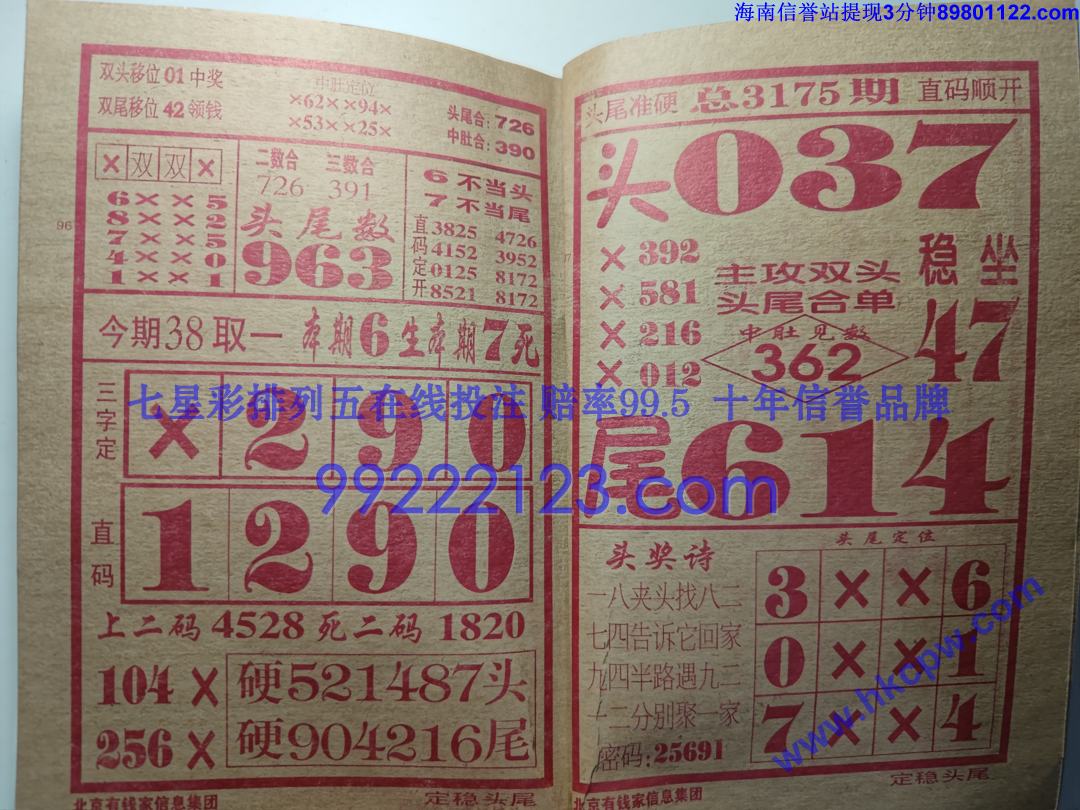 海南信誉站提现3分钟89801122.com
双头移位01中奖
双尾移位42领钱
中肚定位
×62××94×
×53××25×
头尾合:726
中肚合:390
×双双×
6××5
8××2
7××5
4××0
1××1
二数合 三数合
726 391
头尾数
963
6不当头
7不当尾
直码定开
3825 4726
4152 3952
0125 8172
8521 8172
今期38取一 本期6生本期7死
三字定
×290
直码
1290
上二码4528死二码1820
104×
256×
硬521487头
硬904216尾
北京有钱家信息集团
定稳头尾
96
头尾准硬 总3175期 直码顺开
头037
×392
×581
×216
×012
主攻双头
头尾合单
中肚见数
362
稳坐
47
尾614
头奖诗
一八夹头找八二
七四告诉它回家
九四半路遇九二
十二分别聚一家
密码:25691
头尾定位
3××6
0××1
7××4
北京有钱家信息集团
定稳头尾
七星彩排列五在线投注 赔率99.5 十年信誉品牌
99222123.com
www.hkcpw.com